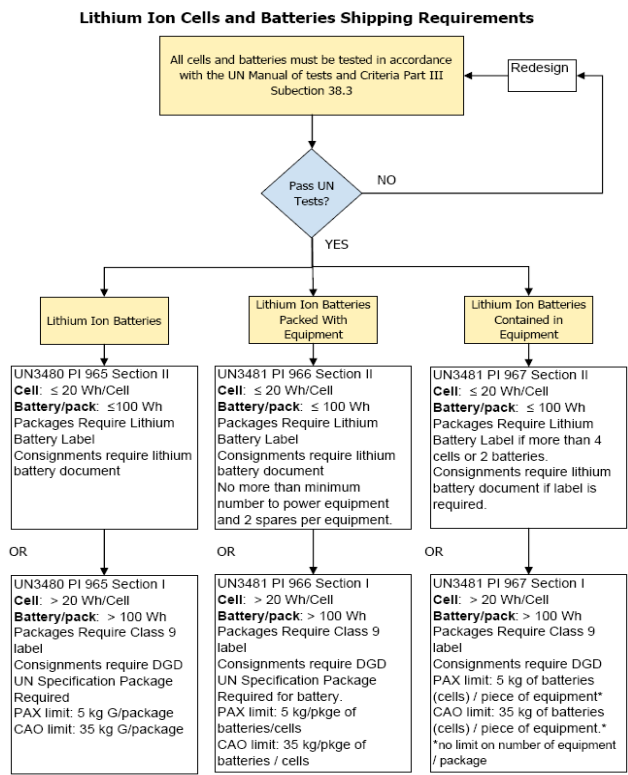 Lithium Ion Cells and Batteries Shipping Requirements
All cells and batteries must be tested in accordance
with the UN Manual of tests and Criteria Part III
Subection 38.3
Redesign
Pass UN
Tests?
NO
YES
Lithium Ion Batteries
Lithium Ion Batteries
Packed With
Equipment
Lithium Ion Batteries
Contained in
Equipment
UN3480 PI 965 Section II
Cell: ≤ 20 Wh/Cell
Battery/pack: ≤100 Wh
Packages Require Lithium
Battery Label
Consignments require lithium
battery document
UN3481 PI 966 Section II
Cell: ≤ 20 Wh/Cell
Battery/pack: ≤ 100 Wh
Packages Require Lithium
Battery Label
Consignments require lithium
battery document
No more than minimum
number to power equipment
and 2 spares per equipment.
UN3481 PI 967 Section II
Cell: ≤ 20 Wh/Cell
Battery/pack: ≤ 100 Wh
Packages Require Lithium
Battery Label if more than 4
cells or 2 batteries.
Consignments require lithium
battery document if label is
required.
OR
OR
OR
UN3480 PI 965 Section I
Cell: > 20 Wh/Cell
Battery/pack: > 100 Wh
Packages Require Class 9
label
Consignments require DGD
UN Specification Package
Required
PAX limit: 5 kg G/package
CAO limit: 35 kg G/package
UN3481 PI 966 Section I
Cell: > 20 Wh/Cell
Battery/pack: > 100 Wh
Packages Require Class 9
label
Consignments require DGD
UN Specification Package
Required for battery.
PAX limit: 5 kg/pkge of
batteries/cells
CAO limit: 35 kg/pkge of
batteries / cells
UN3481 PI 967 Section I
Cell: > 20 Wh/Cell
Battery/pack: > 100 Wh
Packages Require Class 9
label
Consignments require DGD
PAX limit: 5 kg of batteries
(cells) / piece of equipment*
CAO limit: 35 kg of batteries
(cells) / piece of equipment.*
*no limit on number of equipment
/ package